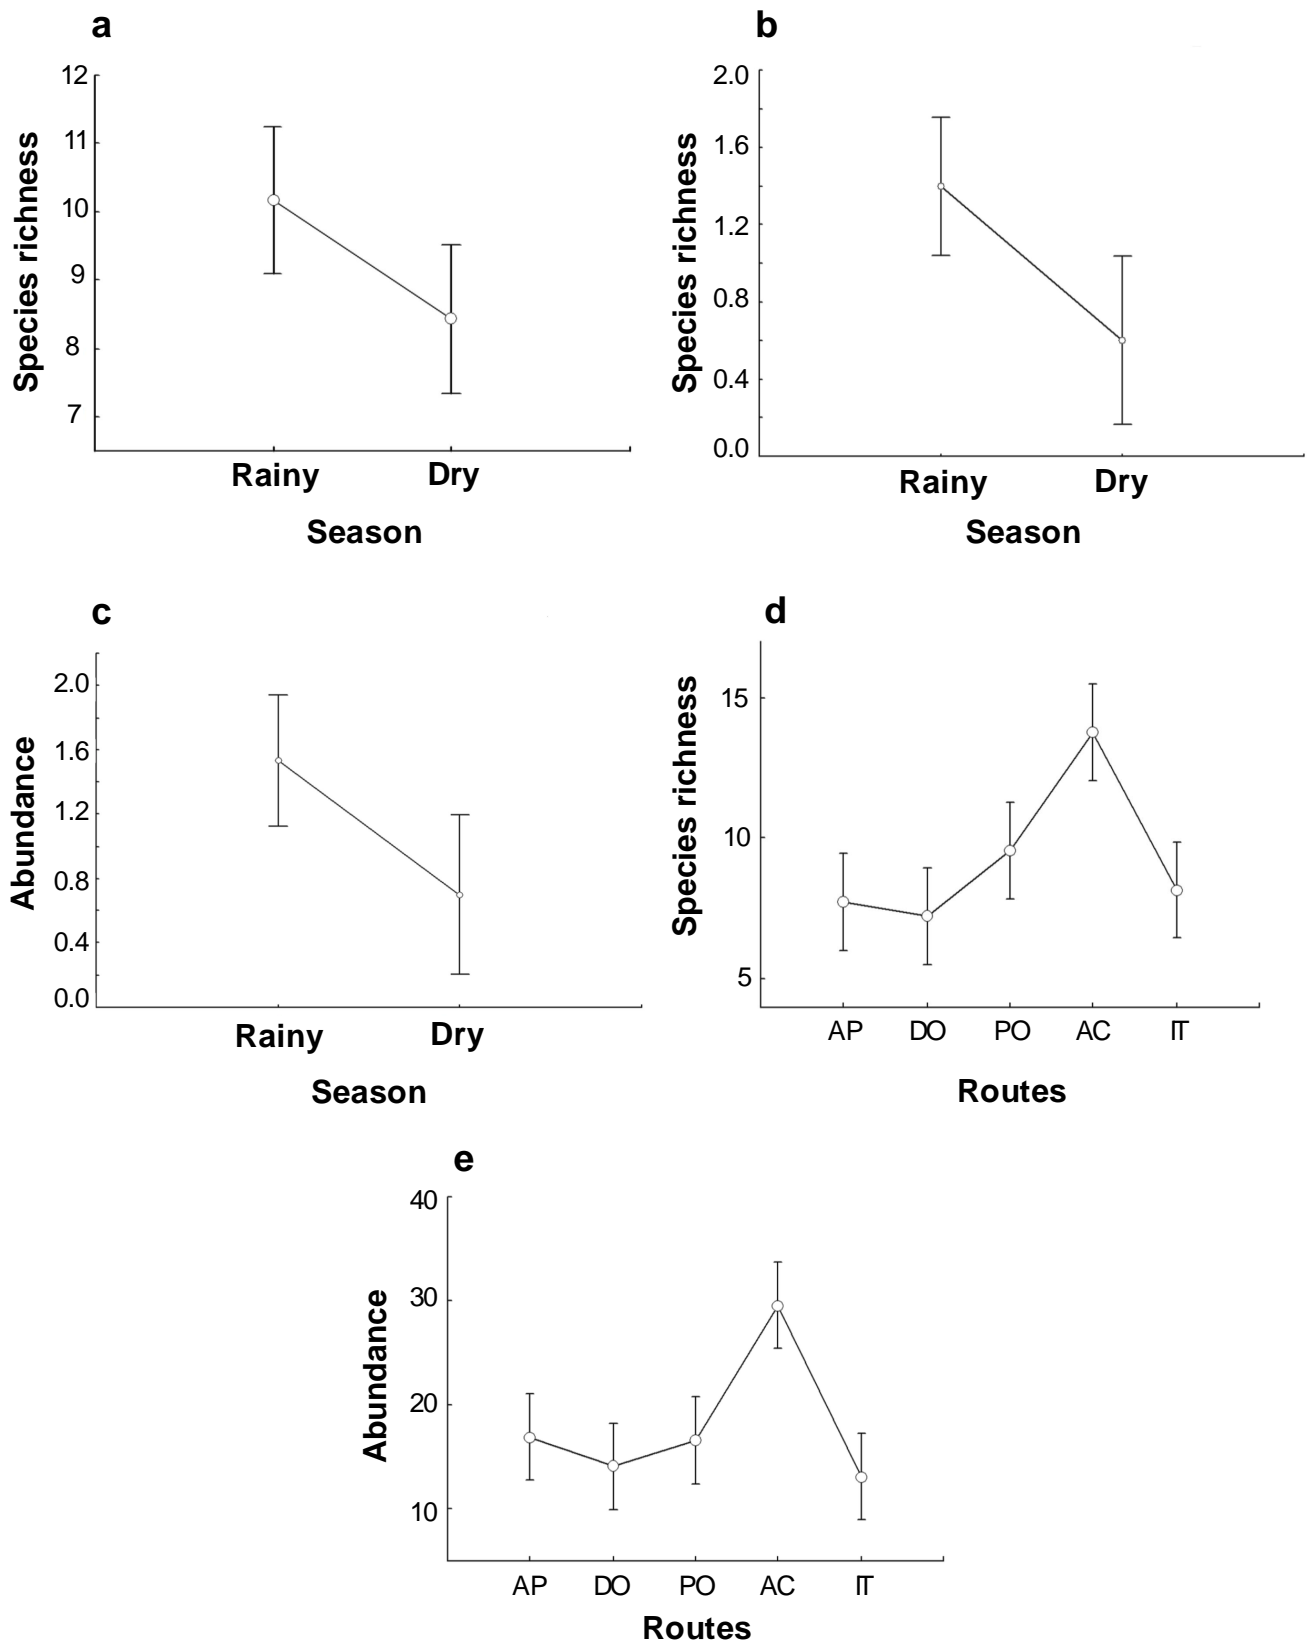 a
12
11
10
9
8
7
Species richness
Rainy
Dry
Season
b
2.0
1.6
1.2
0.8
0.4
0.0
Species richness
Rainy
Dry
Season
c
2.0
1.6
1.2
0.8
0.4
0.0
Abundance
Rainy
Dry
Season
d
15
10
5
Species richness
AP DO PO AC IT
Routes
e
40
30
20
10
Abundance
AP DO PO AC IT
Routes